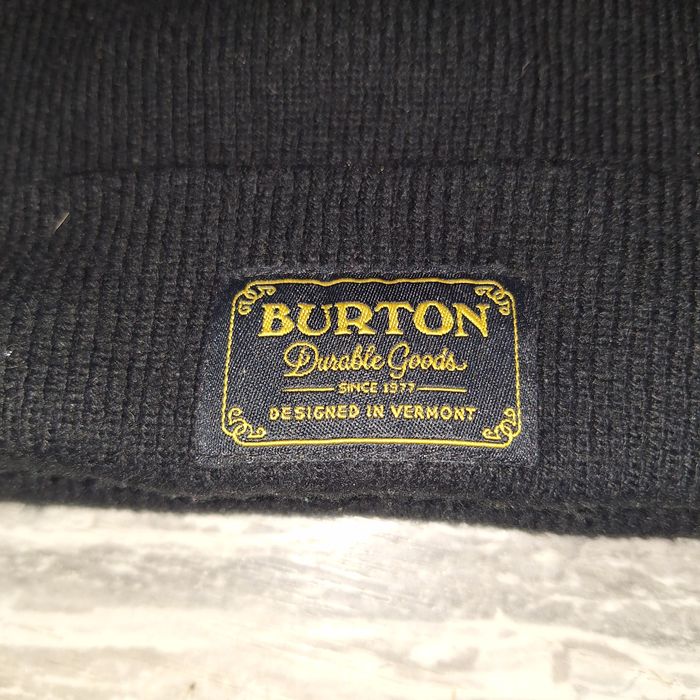 BURTON
Durable Goods
SINCE 1977
DESIGNED IN VERMONT